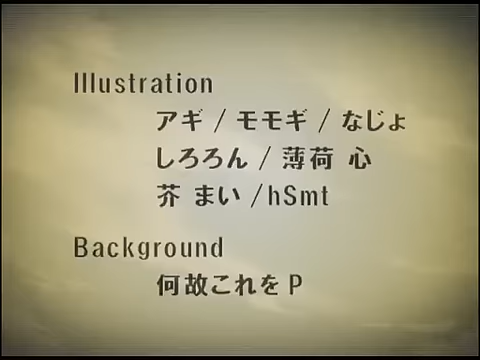 Illustration
アギ / モモギ / なじょ
しろろん / 薄荷 心
芥 まい /hSmt
Background
何故これを P